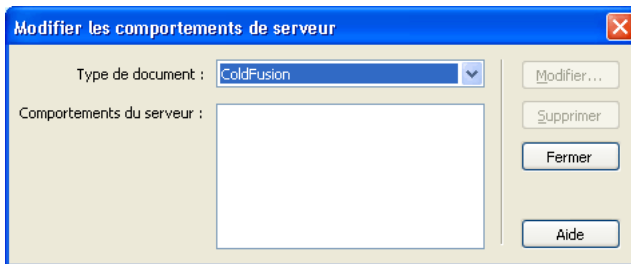 Modifier les comportements de serveur
Type de document : ColdFusion
Modifier...
Comportements du serveur :
Supprimer
Fermer
Aide